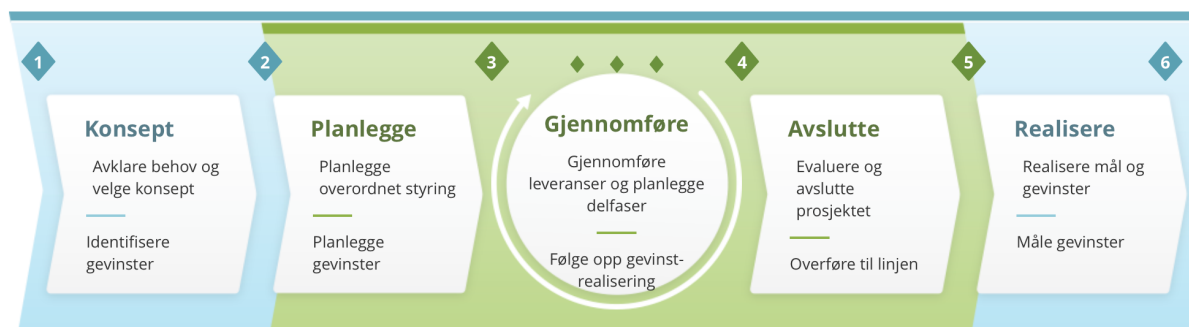 1
2
3
4
5
6
Konsept
Avklare behov og
velge konsept
Identifisere
gevinster
Planlegge
Planlegge
overordnet styring
Planlegge
gevinster
Gjennomføre
Gjennomføre
leveranser og planlegge
delfaser
Følge opp gevinst-
realisering
Avslutte
Evaluere og
avslutte
prosjektet
Overføre til linjen
Realisere
Realisere mål og
gevinster
Måle gevinster